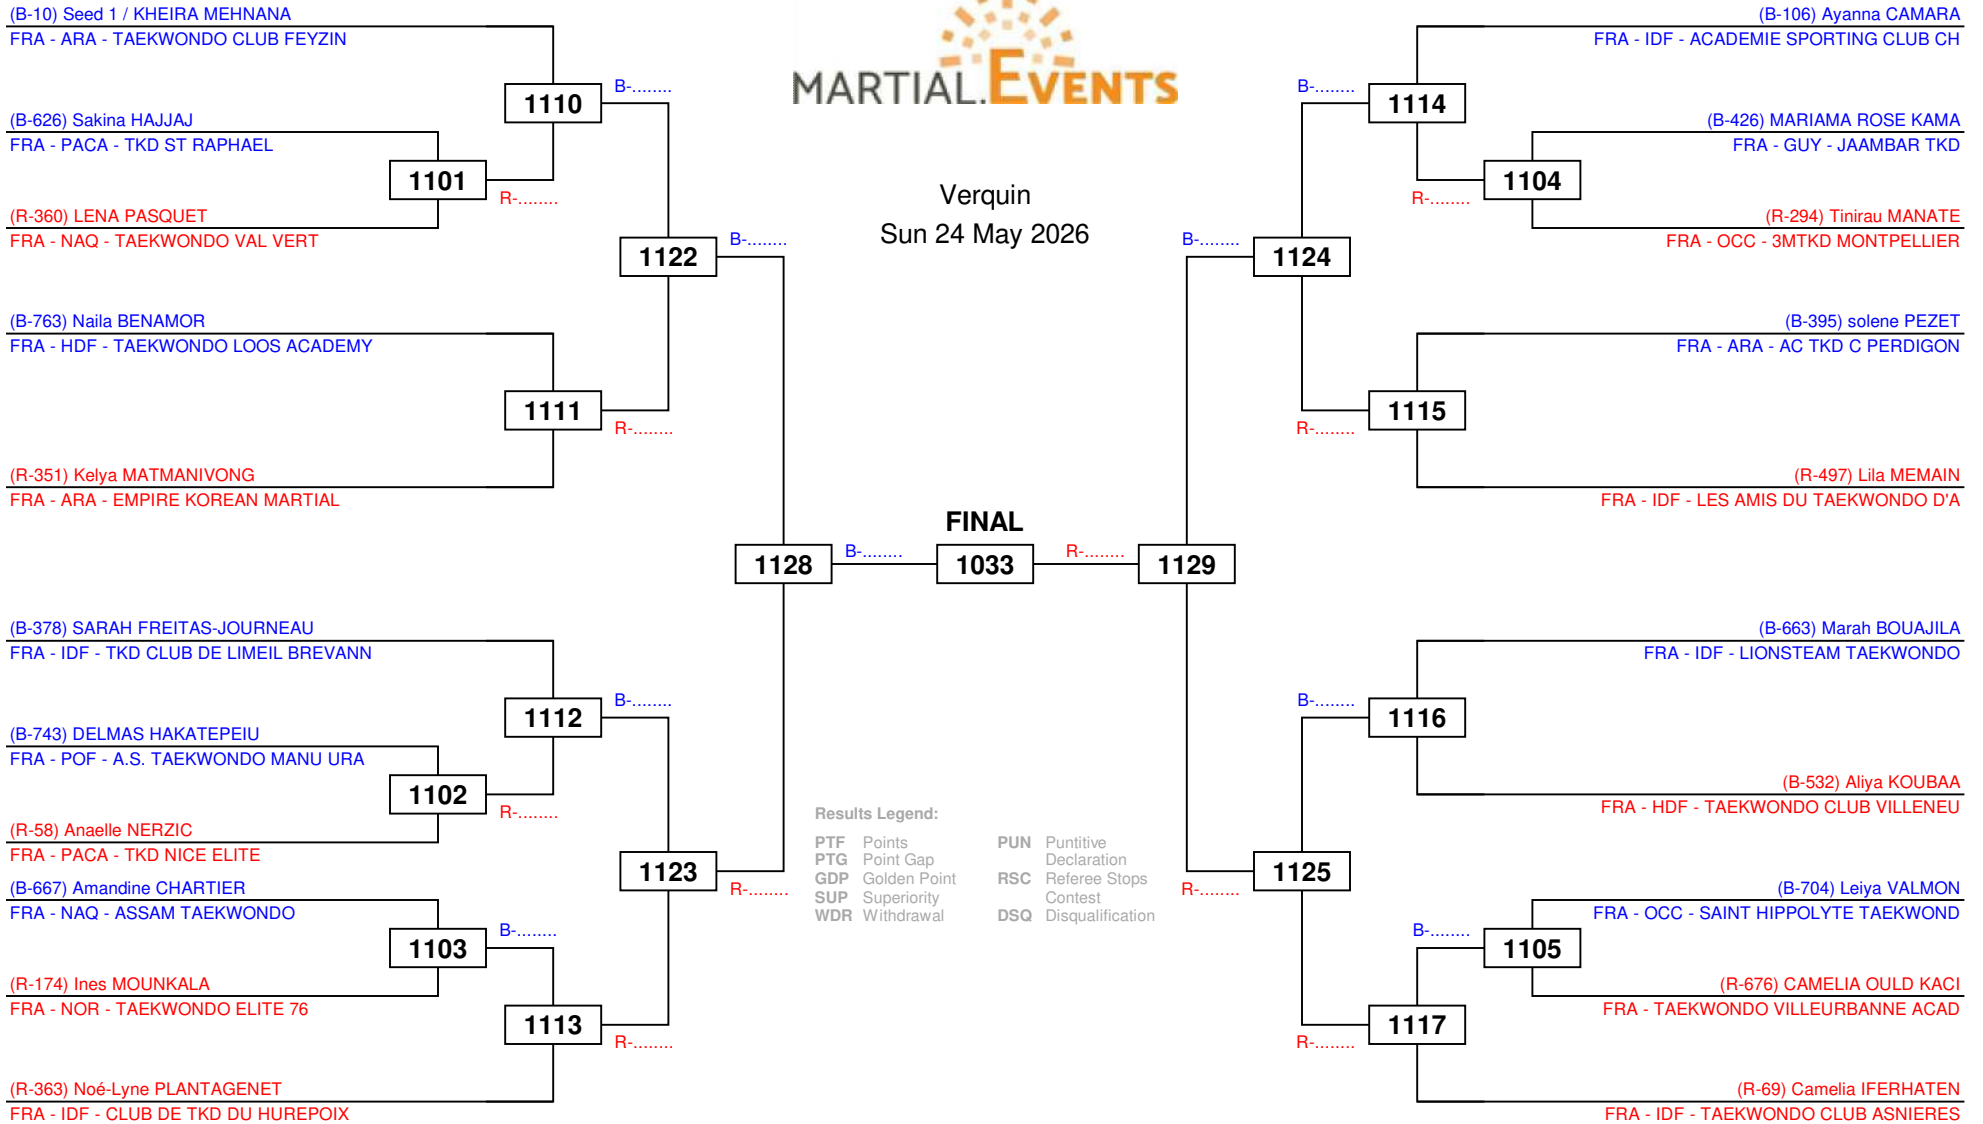 (B-10) Seed 1 / KHEIRA MEHNANA
FRA - ARA - TAEKWONDO CLUB FEYZIN
1110
B-........
(B-626) Sakina HAJJAJ
FRA - PACA - TKD ST RAPHAEL
1101
R-........
(R-360) LENA PASQUET
FRA - NAQ - TAEKWONDO VAL VERT
1122
B-........
(B-763) Naila BENAMOR
FRA - HDF - TAEKWONDO LOOS ACADEMY
1111
R-........
(R-351) Kelya MATMANIVONG
FRA - ARA - EMPIRE KOREAN MARTIAL
1128
B-........
(B-378) SARAH FREITAS-JOURNEAU
FRA - IDF - TKD CLUB DE LIMEIL BREVANN
1112
B-........
(B-743) DELMAS HAKATEPEIU
FRA - POF - A.S. TAEKWONDO MANU URA
1102
R-........
(R-58) Anaelle NERZIC
FRA - PACA - TKD NICE ELITE
1123
R-........
(B-667) Amandine CHARTIER
FRA - NAQ - ASSAM TAEKWONDO
1103
B-........
(R-174) Ines MOUNKALA
FRA - NOR - TAEKWONDO ELITE 76
1113
R-........
(R-363) Noé-Lyne PLANTAGENET
FRA - IDF - CLUB DE TKD DU HUREPOIX
MARTIAL.EVENTS
Verquin
Sun 24 May 2026
FINAL
1033
Results Legend:
PTF Points
PTG Point Gap
GDP Golden Point
SUP Superiority
WDR Withdrawal
PUN Puntitive
Declaration
RSC Referee Stops
Contest
DSQ Disqualification
(B-106) Ayanna CAMARA
FRA - IDF - ACADEMIE SPORTING CLUB CH
B-........
1114
(B-426) MARIAMA ROSE KAMA
FRA - GUY - JAAMBAR TKD
R-........
1104
(R-294) Tinirau MANATE
FRA - OCC - 3MTKD MONTPELLIER
B-........
1124
(B-395) solene PEZET
FRA - ARA - AC TKD C PERDIGON
R-........
1115
(R-497) Lila MEMAIN
FRA - IDF - LES AMIS DU TAEKWONDO D'A
R-........
1129
(B-663) Marah BOUAJILA
FRA - IDF - LIONSTEAM TAEKWONDO
B-........
1116
(B-532) Aliya KOUBAA
FRA - HDF - TAEKWONDO CLUB VILLENEU
R-........
1125
(B-704) Leiya VALMON
FRA - OCC - SAINT HIPPOLYTE TAEKWOND
B-........
1105
(R-676) CAMELIA OULD KACI
FRA - TAEKWONDO VILLEURBANNE ACAD
R-........
1117
(R-69) Camelia IFERHATEN
FRA - IDF - TAEKWONDO CLUB ASNIERES